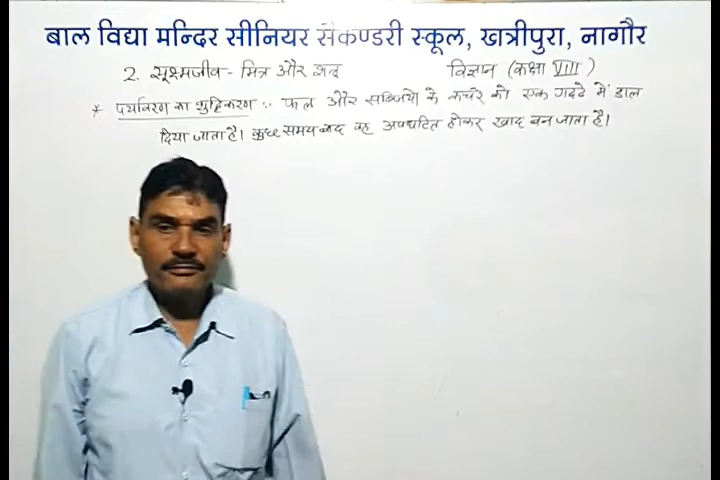 बाल विद्या मन्दिर सीनियर सैकण्डरी स्कूल, खत्रीपुरा, नागौर
2. सूक्ष्मजीव - मित्र और शत्रु विज्ञान (कक्षा VIII)
* पर्यावरण का शुद्धिकरण :- फल और सब्जियों के कचरे को एक गड्ढे में डाल
दिया जाता है। कुछ समय बाद वह अपघटित होकर खाद बन जाता है।